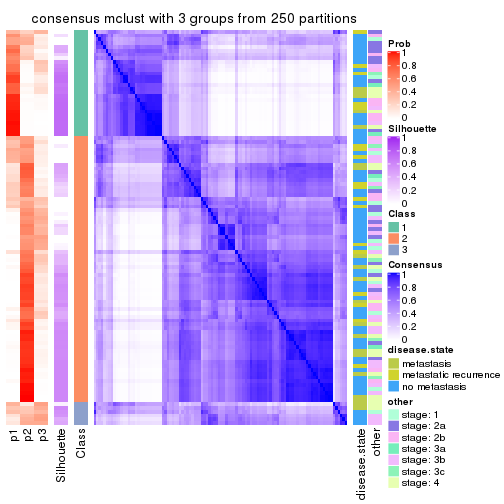 consensus mclust with 3 groups from 250 partitions
Prob
1
0.8
0.6
0.4
0.2
0
Silhouette
1
0.8
0.6
0.4
0.2
0
Class
1
2
3
Consensus
1
0.8
0.6
0.4
0.2
0
disease.state
metastasis
metastatic recurrence
no metastasis
other
stage: 1
stage: 2a
stage: 2b
stage: 3a
stage: 3b
stage: 3c
stage: 4
p1
p2
p3
Silhouette
Class
disease.state
other